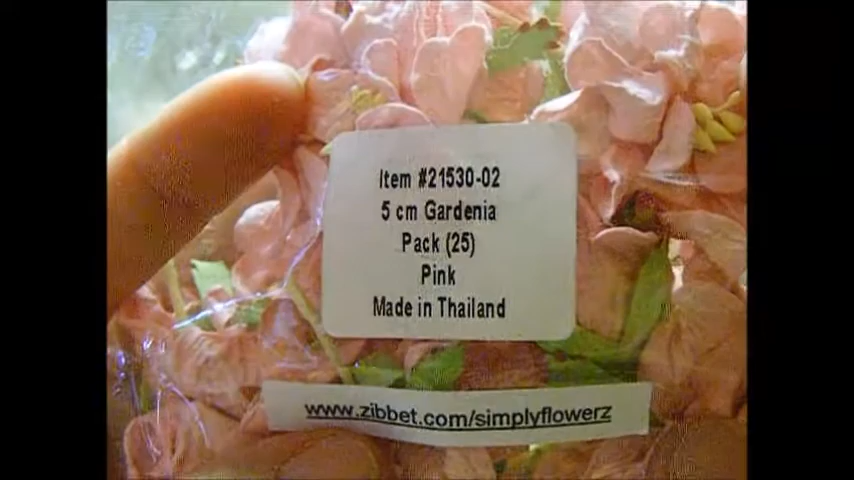 Item #21530-02
5 cm Gardenia
Pack (25)
Pink
Made in Thailand
www.zibbet.com/simplyflowerz